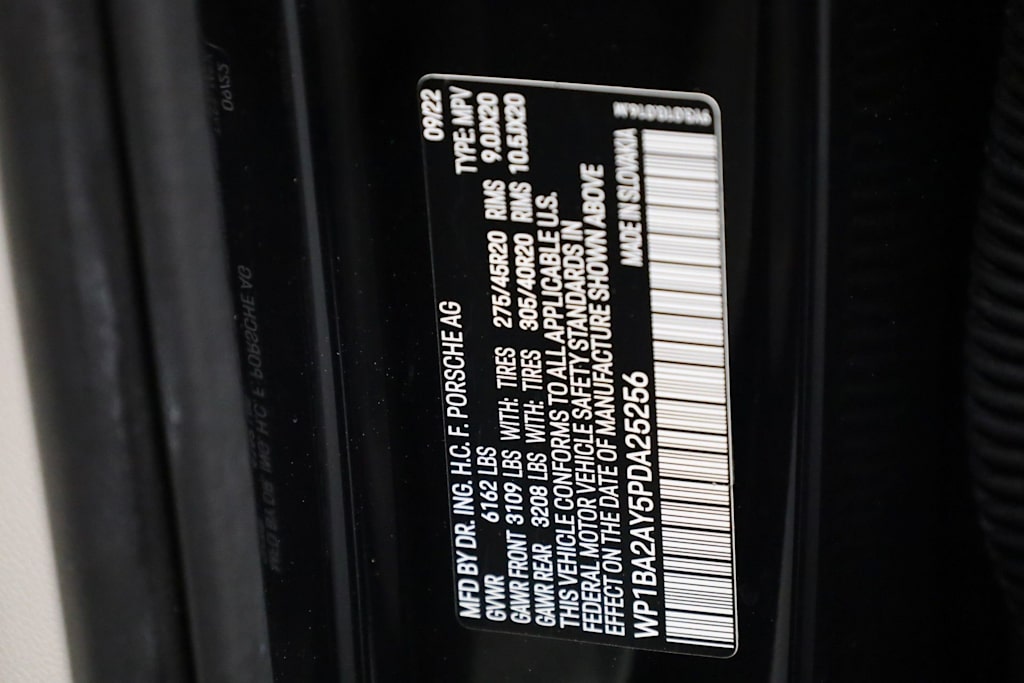 09/22
MFD BY DR. ING. H.C. F. PORSCHE AG TYPE: MPV
GVWR 6162 LBS
GAWR FRONT 3109 LBS WITH: TIRES 275/45R20 RIMS 9.0JX20
GAWR REAR 3208 LBS WITH: TIRES 305/40R20 RIMS 10.5JX20
THIS VEHICLE CONFORMS TO ALL APPLICABLE U.S.
FEDERAL MOTOR VEHICLE SAFETY STANDARDS IN
EFFECT ON THE DATE OF MANUFACTURE SHOWN ABOVE
MADE IN SLOVAKIA
WP1BA2AY5PDA25256